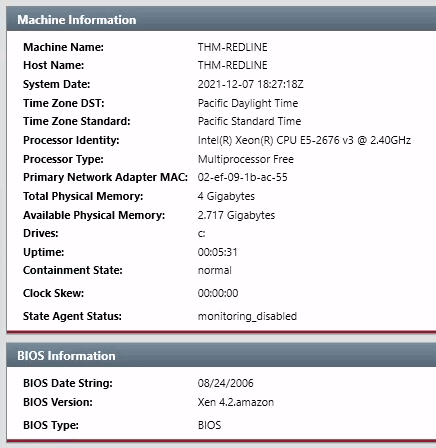 Machine Information
Machine Name: THM-REDLINE
Host Name: THM-REDLINE
System Date: 2021-12-07 18:27:18Z
Time Zone DST: Pacific Daylight Time
Time Zone Standard: Pacific Standard Time
Processor Identity: Intel(R) Xeon(R) CPU E5-2676 v3 @ 2.40GHz
Processor Type: Multiprocessor Free
Primary Network Adapter MAC: 02-ef-09-1b-ac-55
Total Physical Memory: 4 Gigabytes
Available Physical Memory: 2.717 Gigabytes
Drives: c:
Uptime: 00:05:31
Containment State: normal
Clock Skew: 00:00:00
State Agent Status: monitoring_disabled
BIOS Information
BIOS Date String: 08/24/2006
BIOS Version: Xen 4.2.amazon
BIOS Type: BIOS